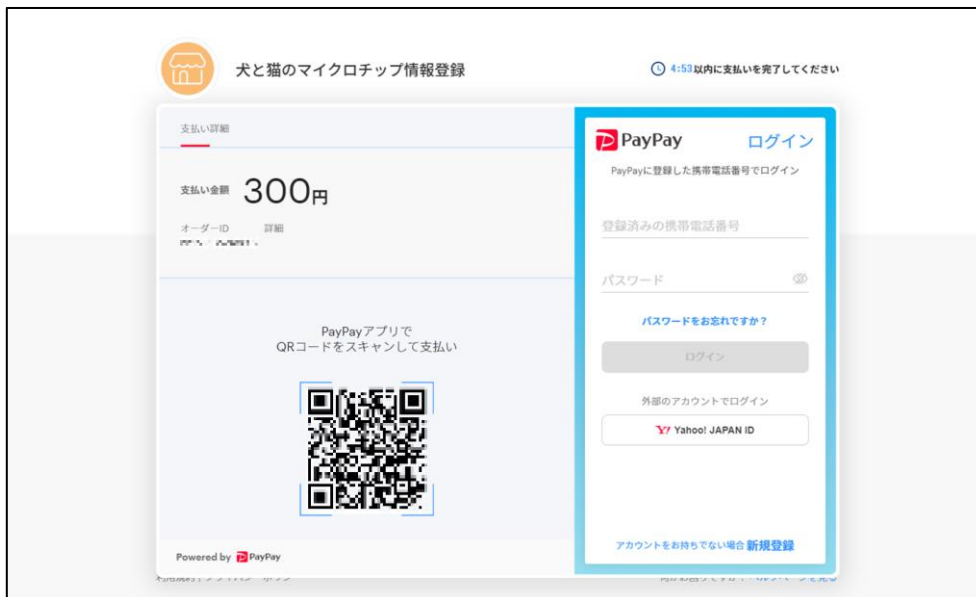 犬と猫のマイクロチップ情報登録
4:53以内に支払いを完了してください
支払い詳細
支払い金額 300円
オーダーID 詳細
PayPayアプリで
QRコードをスキャンして支払い
Powered by PayPay
PayPay ログイン
PayPayに登録した携帯電話番号でログイン
登録済みの携帯電話番号
パスワード
パスワードをお忘れですか？
ログイン
外部のアカウントでログイン
Yahoo! JAPAN ID
アカウントをお持ちでない場合 新規登録